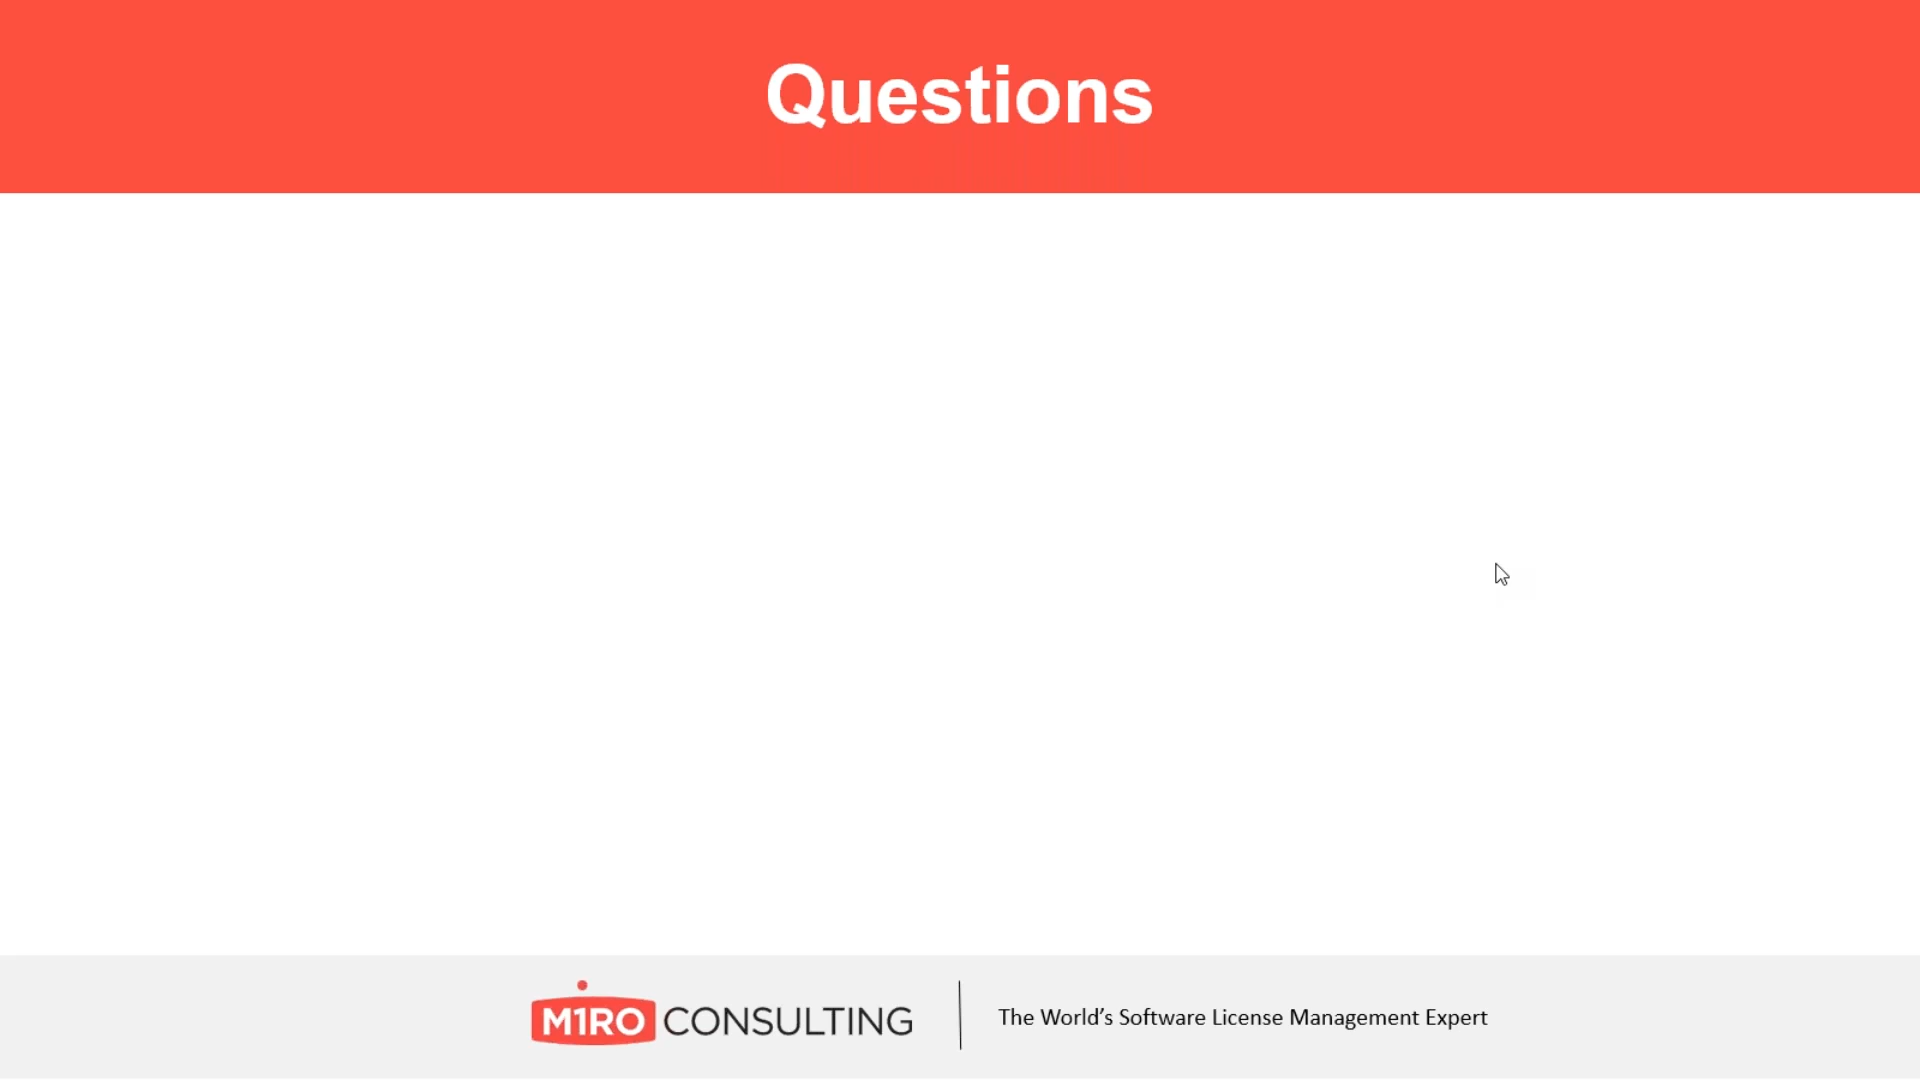 Questions
M1RO CONSULTING
The World’s Software License Management Expert